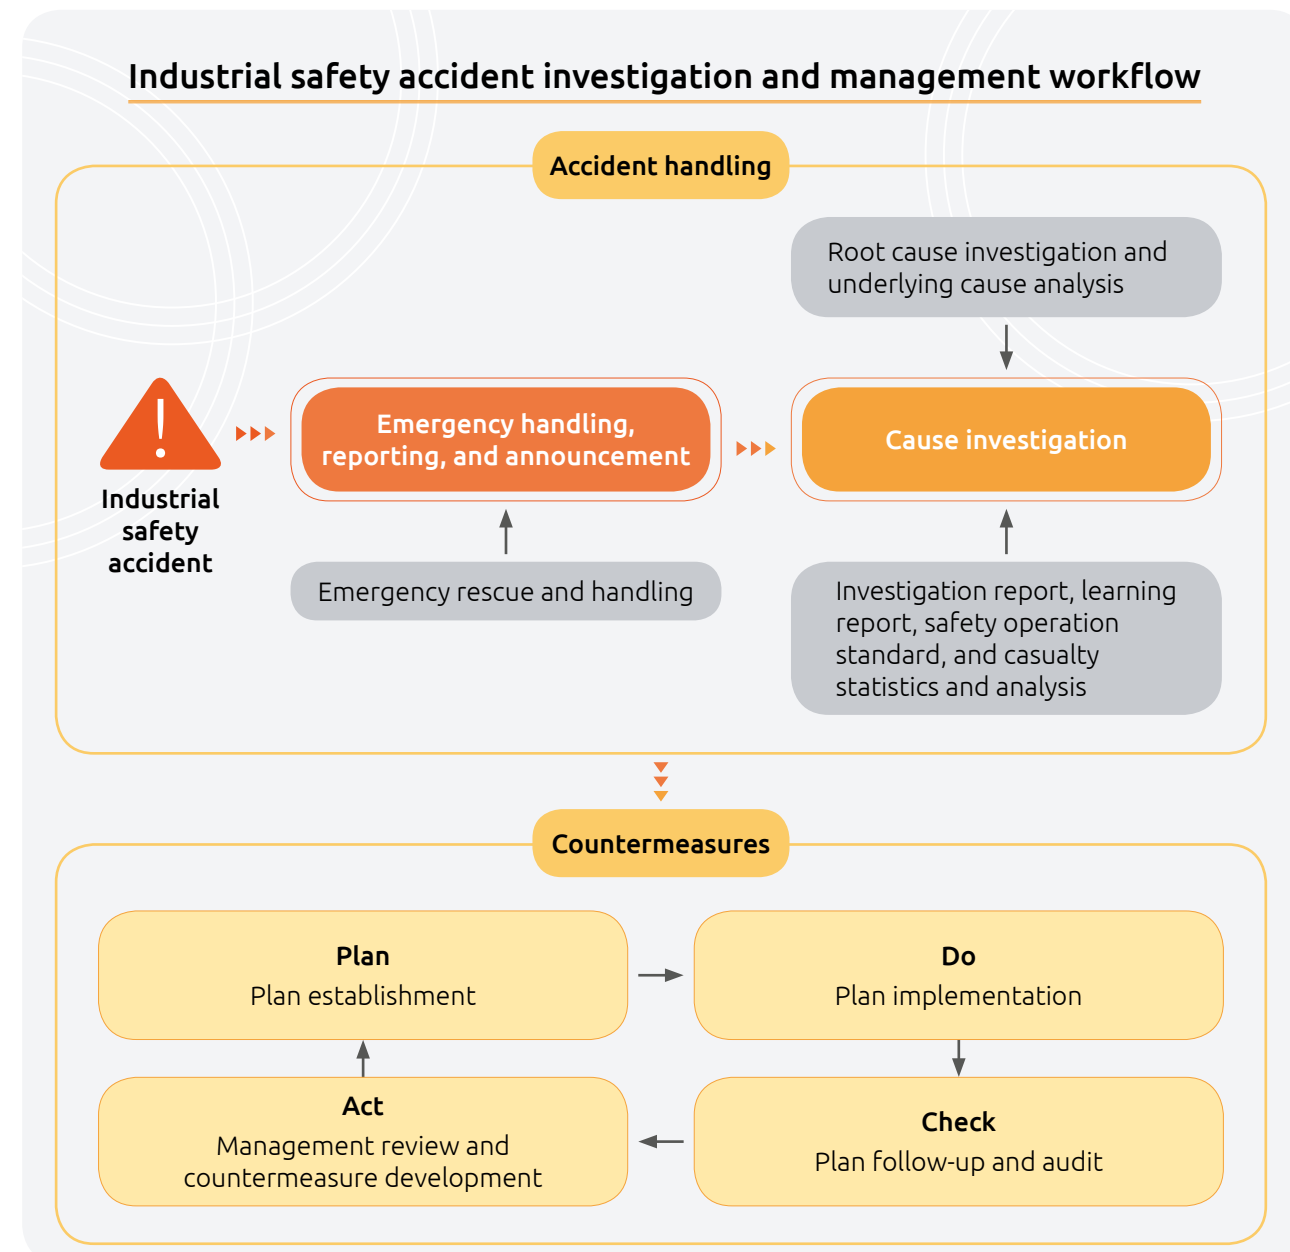 Industrial safety accident investigation and management workflow
Accident handling
Root cause investigation and
underlying cause analysis
Industrial
safety
accident
Emergency handling,
reporting, and announcement
Cause investigation
Emergency rescue and handling
Investigation report, learning
report, safety operation
standard, and casualty
statistics and analysis
Countermeasures
Plan
Plan establishment
Do
Plan implementation
Act
Management review and
countermeasure development
Check
Plan follow-up and audit